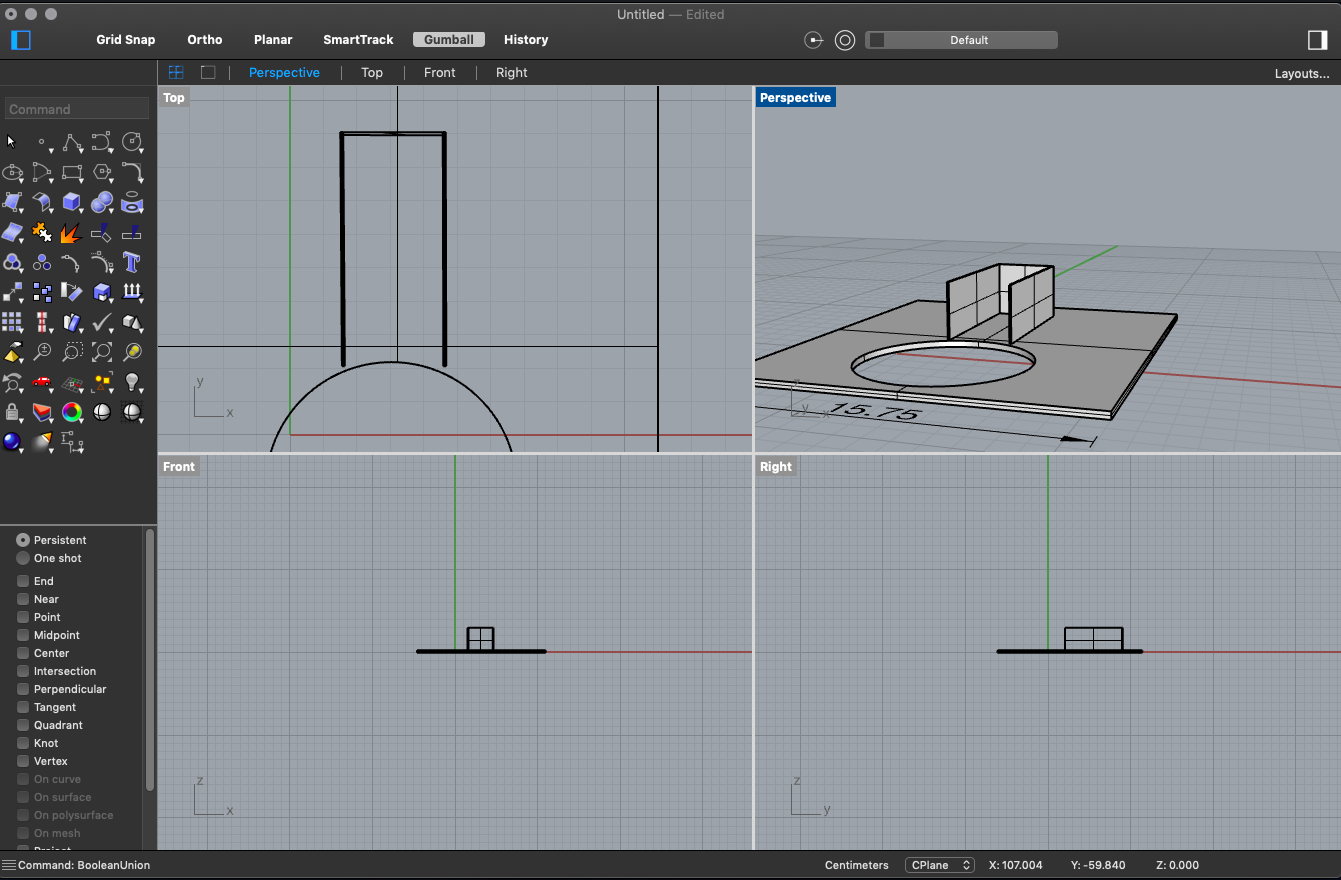 Untitled — Edited
Grid Snap Ortho Planar SmartTrack Gumball History Default
Perspective Top Front Right Layouts...
Command
Top
Perspective
y
x
y
x
15.75
Front
Right
z
x
z
y
Persistent
One shot
End
Near
Point
Midpoint
Center
Intersection
Perpendicular
Tangent
Quadrant
Knot
Vertex
On curve
On surface
On polysurface
On mesh
Command: BooleanUnion Centimeters CPlane X: 107.004 Y: -59.840 Z: 0.000